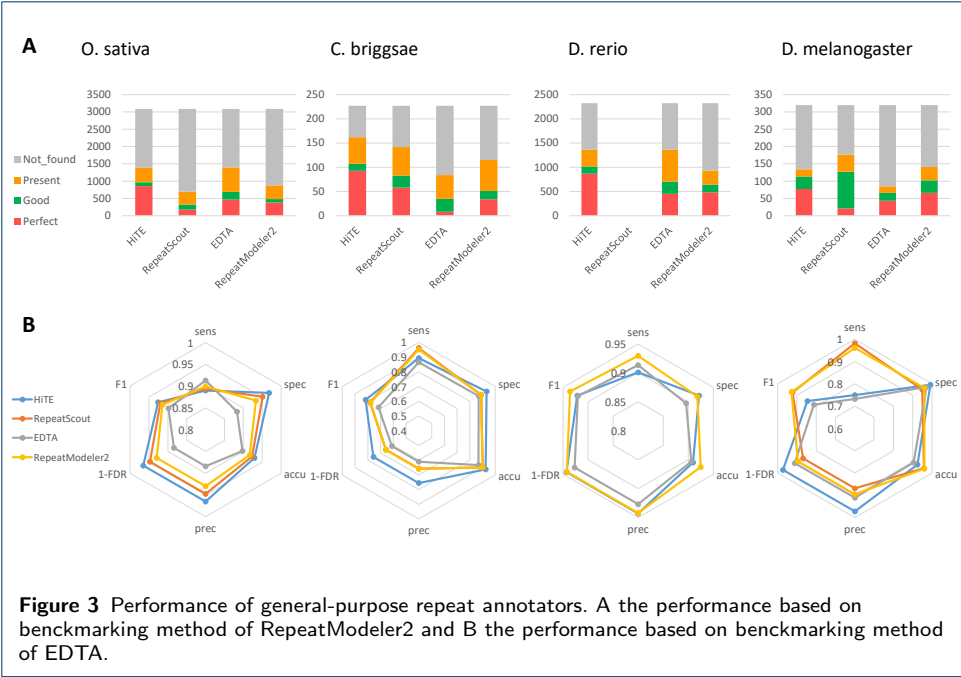 A
O. sativa
C. briggsae
D. rerio
D. melanogaster
Not_found
Present
Good
Perfect
3500
3000
2500
2000
1500
1000
500
0
HiTE
RepeatScout
EDTA
RepeatModeler2
250
200
150
100
50
0
HiTE
RepeatScout
EDTA
RepeatModeler2
2500
2000
1500
1000
500
0
HiTE
RepeatScout
EDTA
RepeatModeler2
350
300
250
200
150
100
50
0
HiTE
RepeatScout
EDTA
RepeatModeler2
B
HiTE
RepeatScout
EDTA
RepeatModeler2
sens
spec
accu
prec
1-FDR
F1
1
0.95
0.9
0.85
0.8
sens
spec
accu
prec
1-FDR
F1
1
0.9
0.8
0.7
0.6
0.5
0.4
sens
spec
accu
prec
1-FDR
F1
0.95
0.9
0.85
0.8
sens
spec
accu
prec
1-FDR
F1
1
0.9
0.8
0.7
0.6
Figure 3 Performance of general-purpose repeat annotators. A the performance based on
benckmarking method of RepeatModeler2 and B the performance based on benckmarking method
of EDTA.